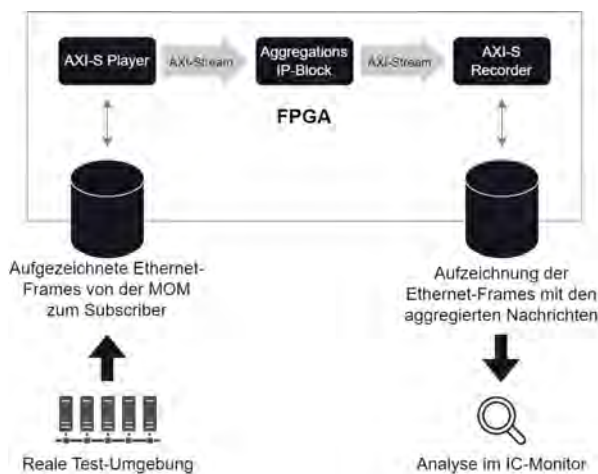 AXI-S Player
AXI-Stream
Aggregations
IP-Block
AXI-Stream
AXI-S
Recorder
FPGA
Aufgezeichnete Ethernet-
Frames von der MOM
zum Subscriber
Aufzeichnung der
Ethernet-Frames mit den
aggregierten Nachrichten
Reale Test-Umgebung
Analyse im IC-Monitor